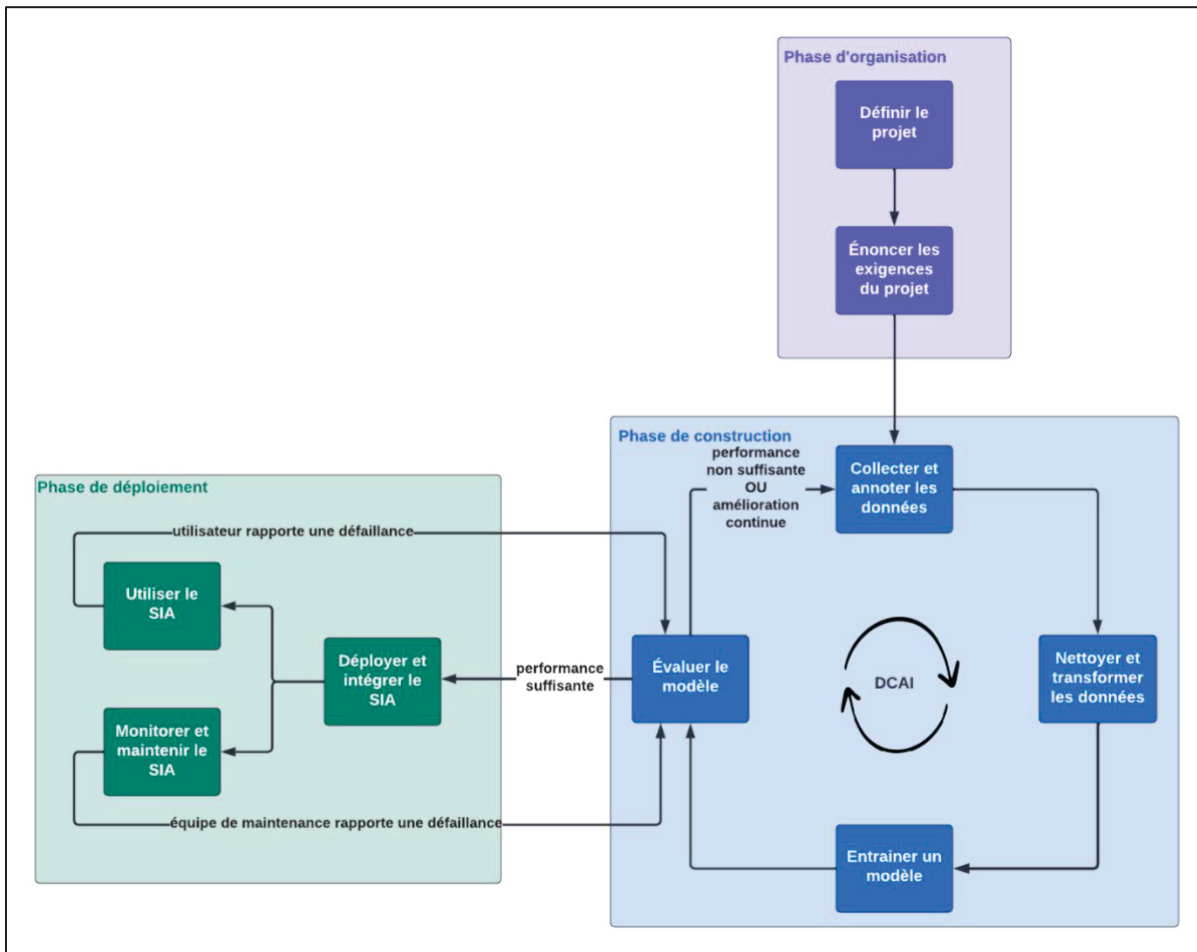 Phase d'organisation
Définir le
projet
Énoncer les
exigences
du projet
Phase de construction
performance
non suffisante
OU
amélioration
continue
Collecter et
annoter les
données
Nettoyer et
transformer
les données
DCAI
Entrainer un
modèle
Évaluer le
modèle
performance
suffisante
Phase de déploiement
utilisateur rapporte une défaillance
Utiliser le
SIA
Déployer et
intégrer le
SIA
Monitorer et
maintenir le
SIA
équipe de maintenance rapporte une défaillance